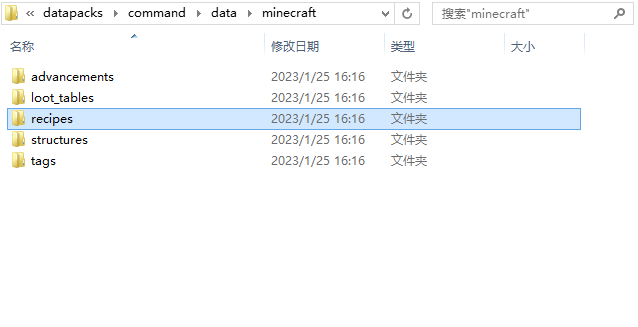 « datapacks command data minecraft 搜索"minecraft"
名称 修改日期 类型 大小
advancements 2023/1/25 16:16 文件夹
loot_tables 2023/1/25 16:16 文件夹
recipes 2023/1/25 16:16 文件夹
structures 2023/1/25 16:16 文件夹
tags 2023/1/25 16:16 文件夹